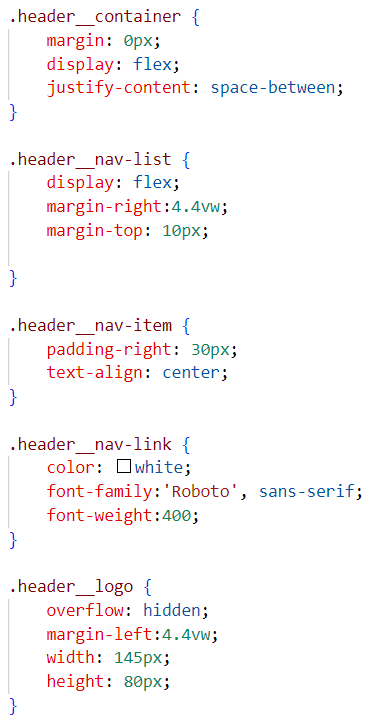 .header__container {
    margin: 0px;
    display: flex;
    justify-content: space-between;
}

.header__nav-list {
    display: flex;
    margin-right:4.4vw;
    margin-top: 10px;

}

.header__nav-item {
    padding-right: 30px;
    text-align: center;
}

.header__nav-link {
    color: white;
    font-family:'Roboto', sans-serif;
    font-weight:400;
}

.header__logo {
    overflow: hidden;
    margin-left:4.4vw;
    width: 145px;
    height: 80px;
}